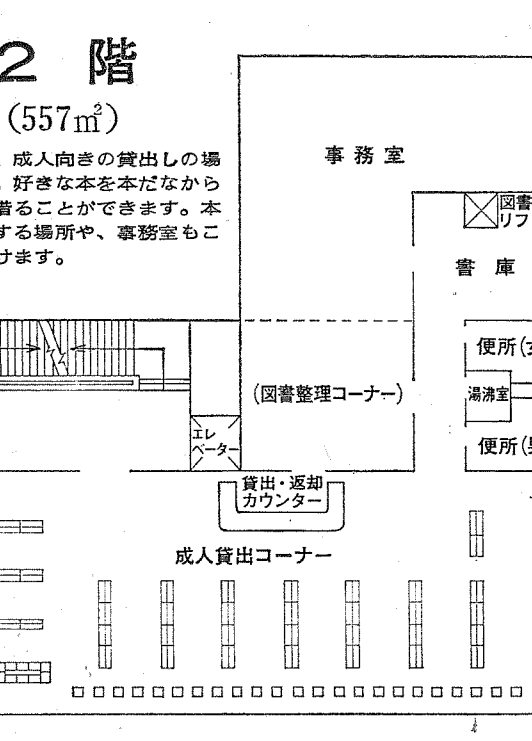 2 階
(557㎡)
、成人向きの貸出しの場
、好きな本を本だなから
借ることができます。本
する場所や、事務室もこ
けます。
事 務 室
図書
リフ
書 庫
便所(
湯沸室
便所(
(図書整理コーナー)
エレ
ベーター
貸出・返却
カウンター
成人貸出コーナー